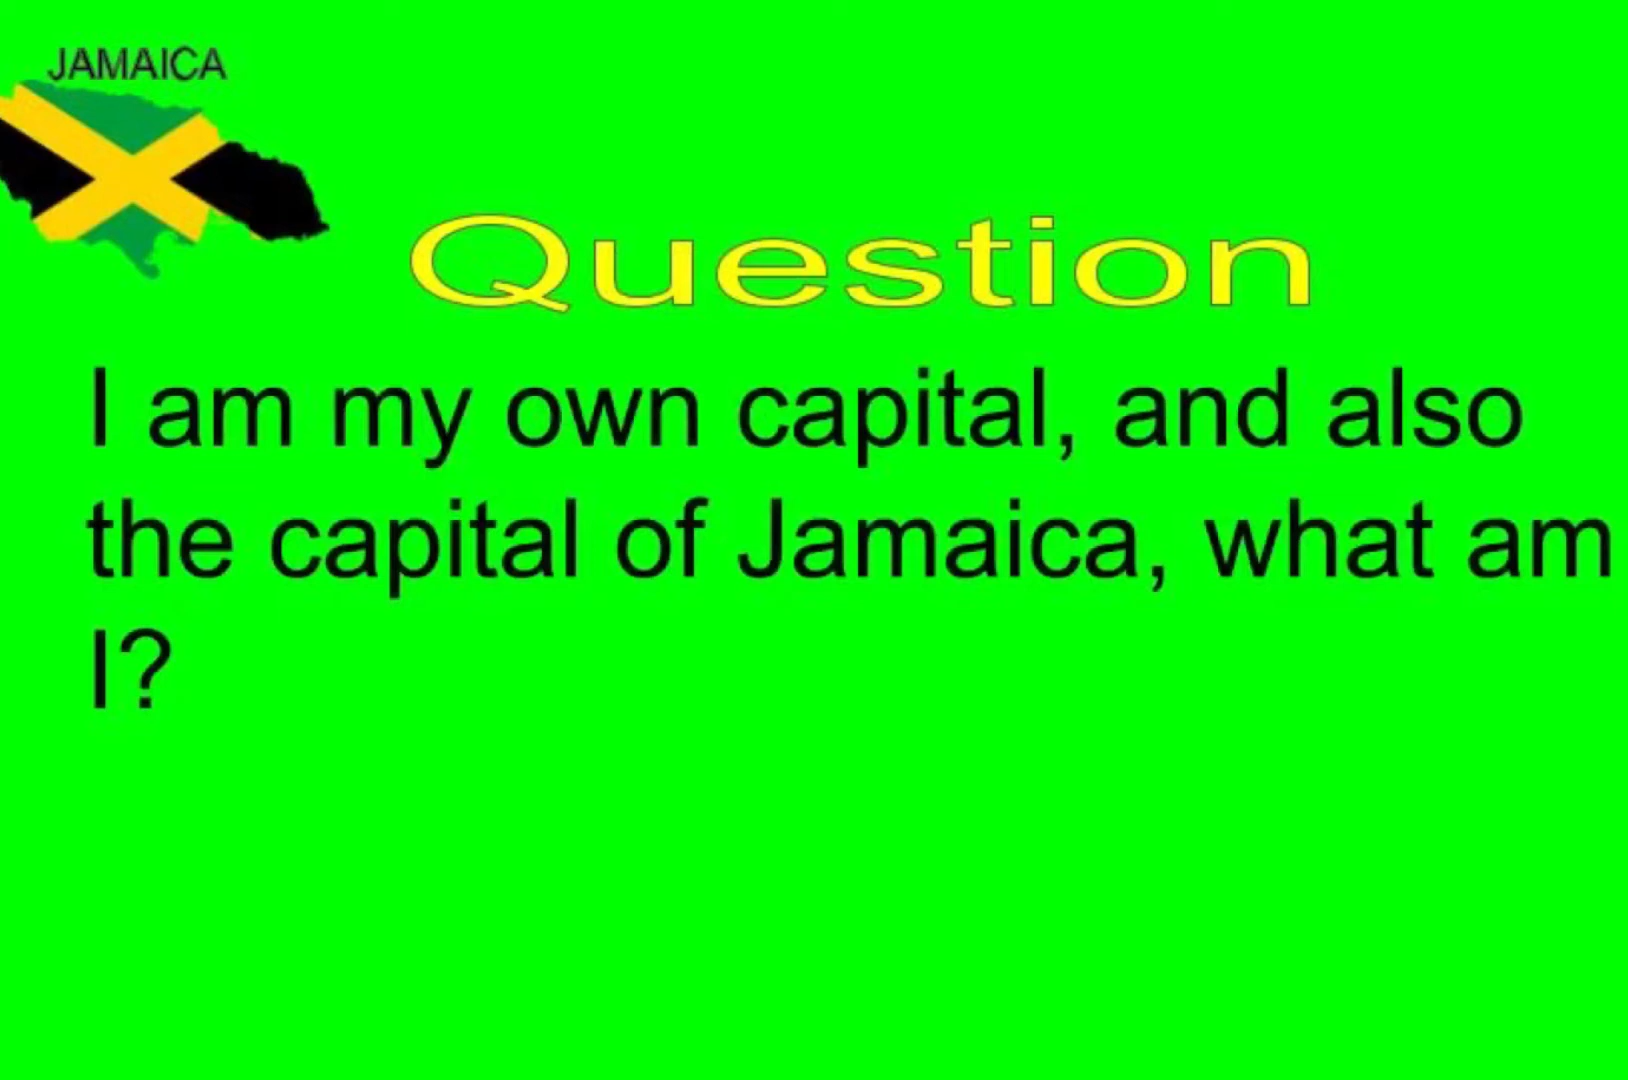 JAMAICA
Question
I am my own capital, and also
the capital of Jamaica, what am
I?